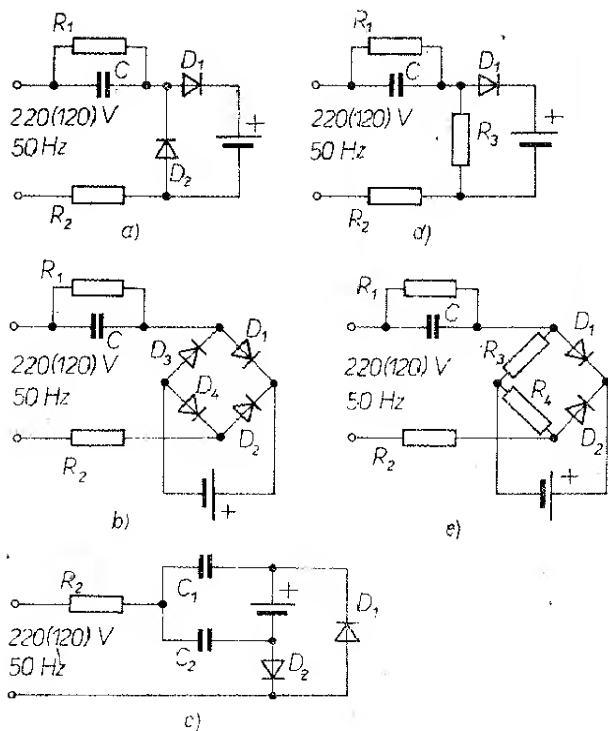 R1
C
D1
+
220(120) V
50 Hz
D2
R2
a)
R1
C
D1
+
220(120) V
50 Hz
R3
R2
d)
R1
C
D3
D1
220(120) V
50 Hz
D4
D2
R2
+
b)
R1
C
R3
D1
220(120) V
50 Hz
R4
D2
R2
+
e)
R2
C1
+
D1
220(120) V
50 Hz
C2
D2
c)